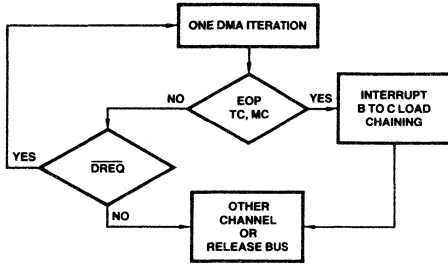 ONE DMA ITERATION
NO
EOP
TC, MC
YES
INTERRUPT
B TO C LOAD
CHAINING
YES
DREQ
NO
OTHER
CHANNEL
OR
RELEASE BUS